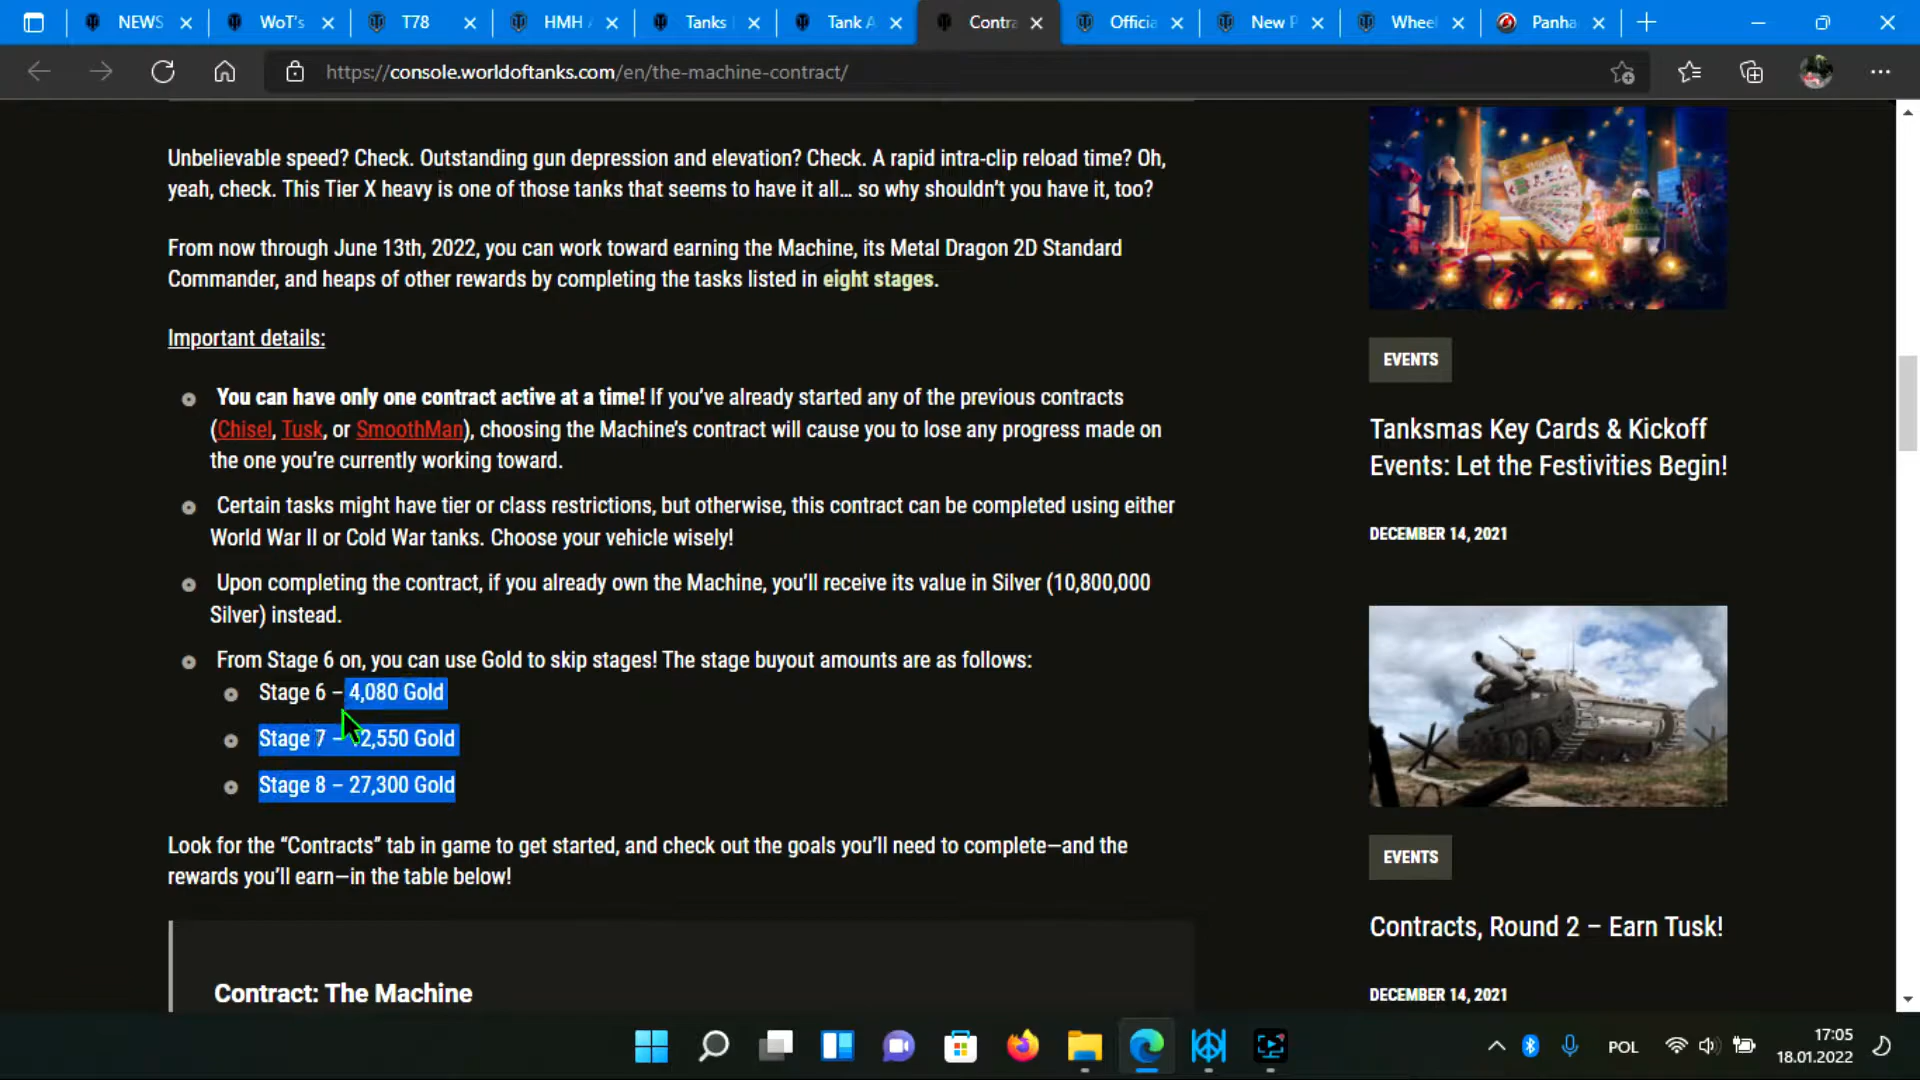 NEWS
WoT's
T78
HMH
Tanks
Tank A
Contra
Officia
New P
Wheel
Panha
https://console.worldoftanks.com/en/the-machine-contract/
Unbelievable speed? Check. Outstanding gun depression and elevation? Check. A rapid intra-clip reload time? Oh,
yeah, check. This Tier X heavy is one of those tanks that seems to have it all… so why shouldn't you have it, too?
From now through June 13th, 2022, you can work toward earning the Machine, its Metal Dragon 2D Standard
Commander, and heaps of other rewards by completing the tasks listed in eight stages.
Important details:
You can have only one contract active at a time! If you've already started any of the previous contracts
(Chisel, Tusk, or SmoothMan), choosing the Machine's contract will cause you to lose any progress made on
the one you're currently working toward.
Certain tasks might have tier or class restrictions, but otherwise, this contract can be completed using either
World War II or Cold War tanks. Choose your vehicle wisely!
Upon completing the contract, if you already own the Machine, you'll receive its value in Silver (10,800,000
Silver) instead.
From Stage 6 on, you can use Gold to skip stages! The stage buyout amounts are as follows:
Stage 6 – 4,080 Gold
Stage 7 – 12,550 Gold
Stage 8 – 27,300 Gold
Look for the “Contracts” tab in game to get started, and check out the goals you'll need to complete—and the
rewards you'll earn—in the table below!
Contract: The Machine
EVENTS
Tanksmas Key Cards & Kickoff
Events: Let the Festivities Begin!
DECEMBER 14, 2021
EVENTS
Contracts, Round 2 – Earn Tusk!
DECEMBER 14, 2021
POL
17:05
18.01.2022